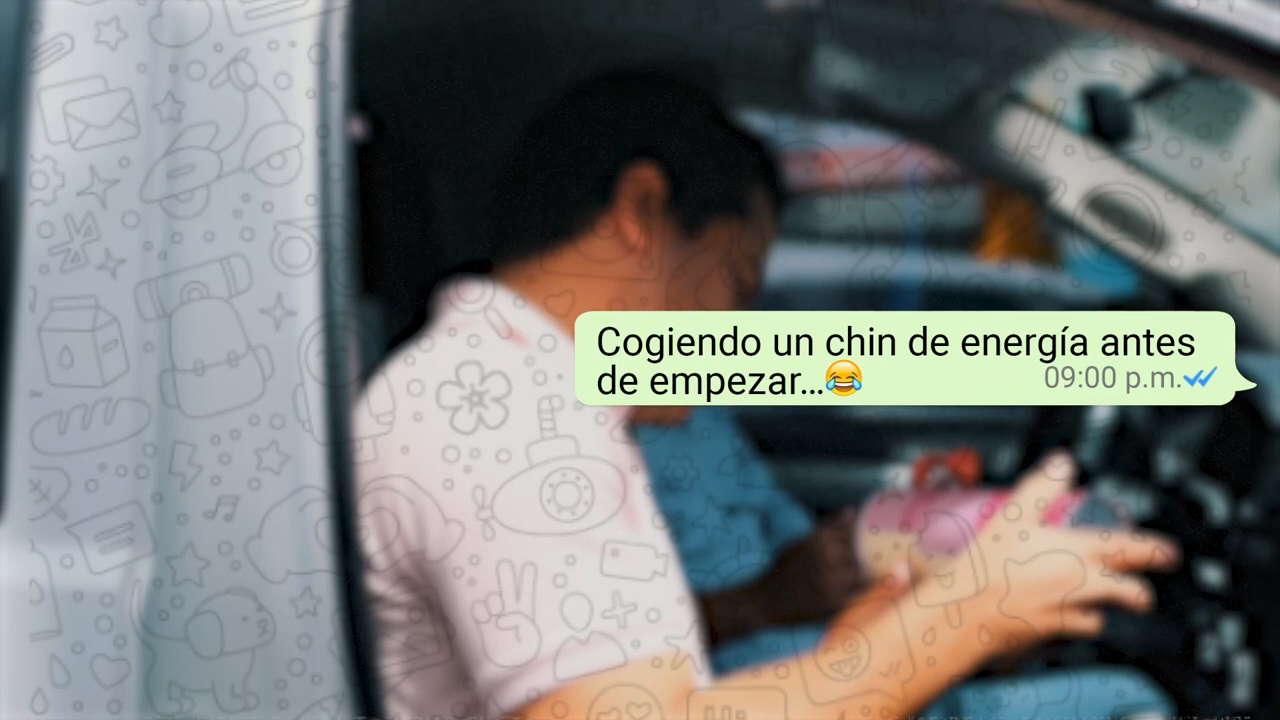 Cogiendo un chin de energía antes
de empezar...😂
09:00 p.m.